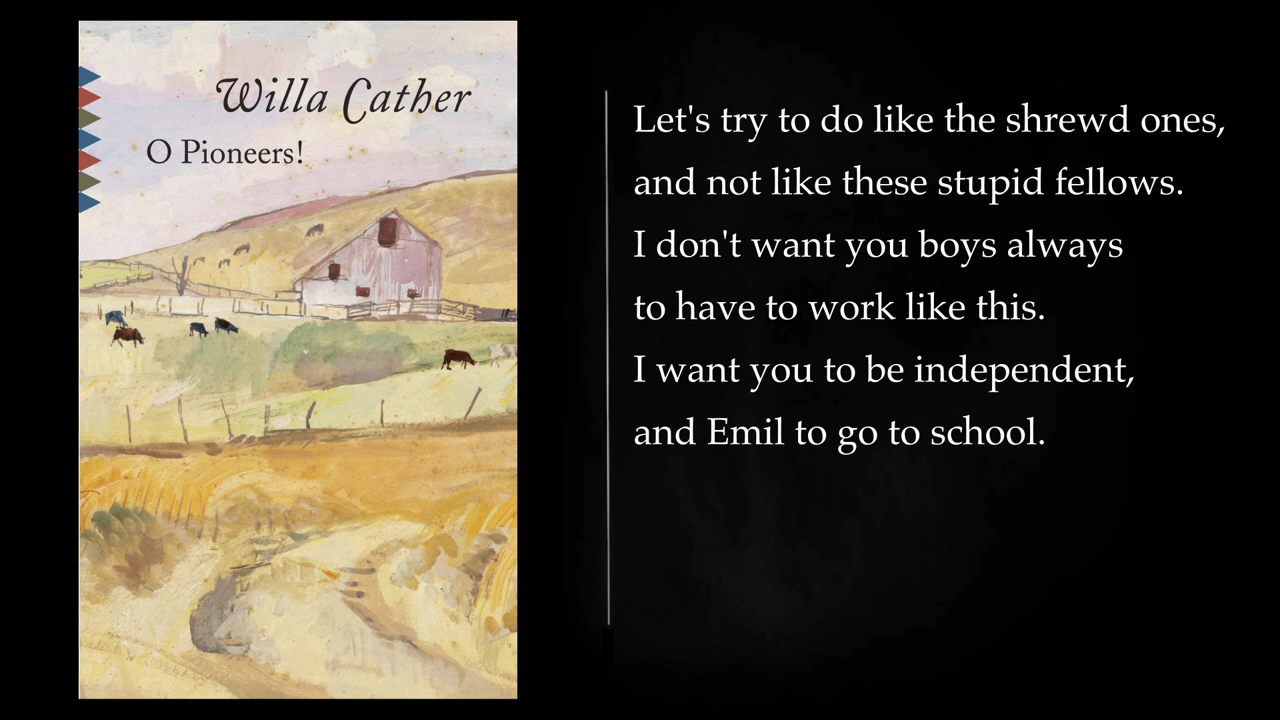 Willa Cather
O Pioneers!
Let's try to do like the shrewd ones,
and not like these stupid fellows.
I don't want you boys always
to have to work like this.
I want you to be independent,
and Emil to go to school.